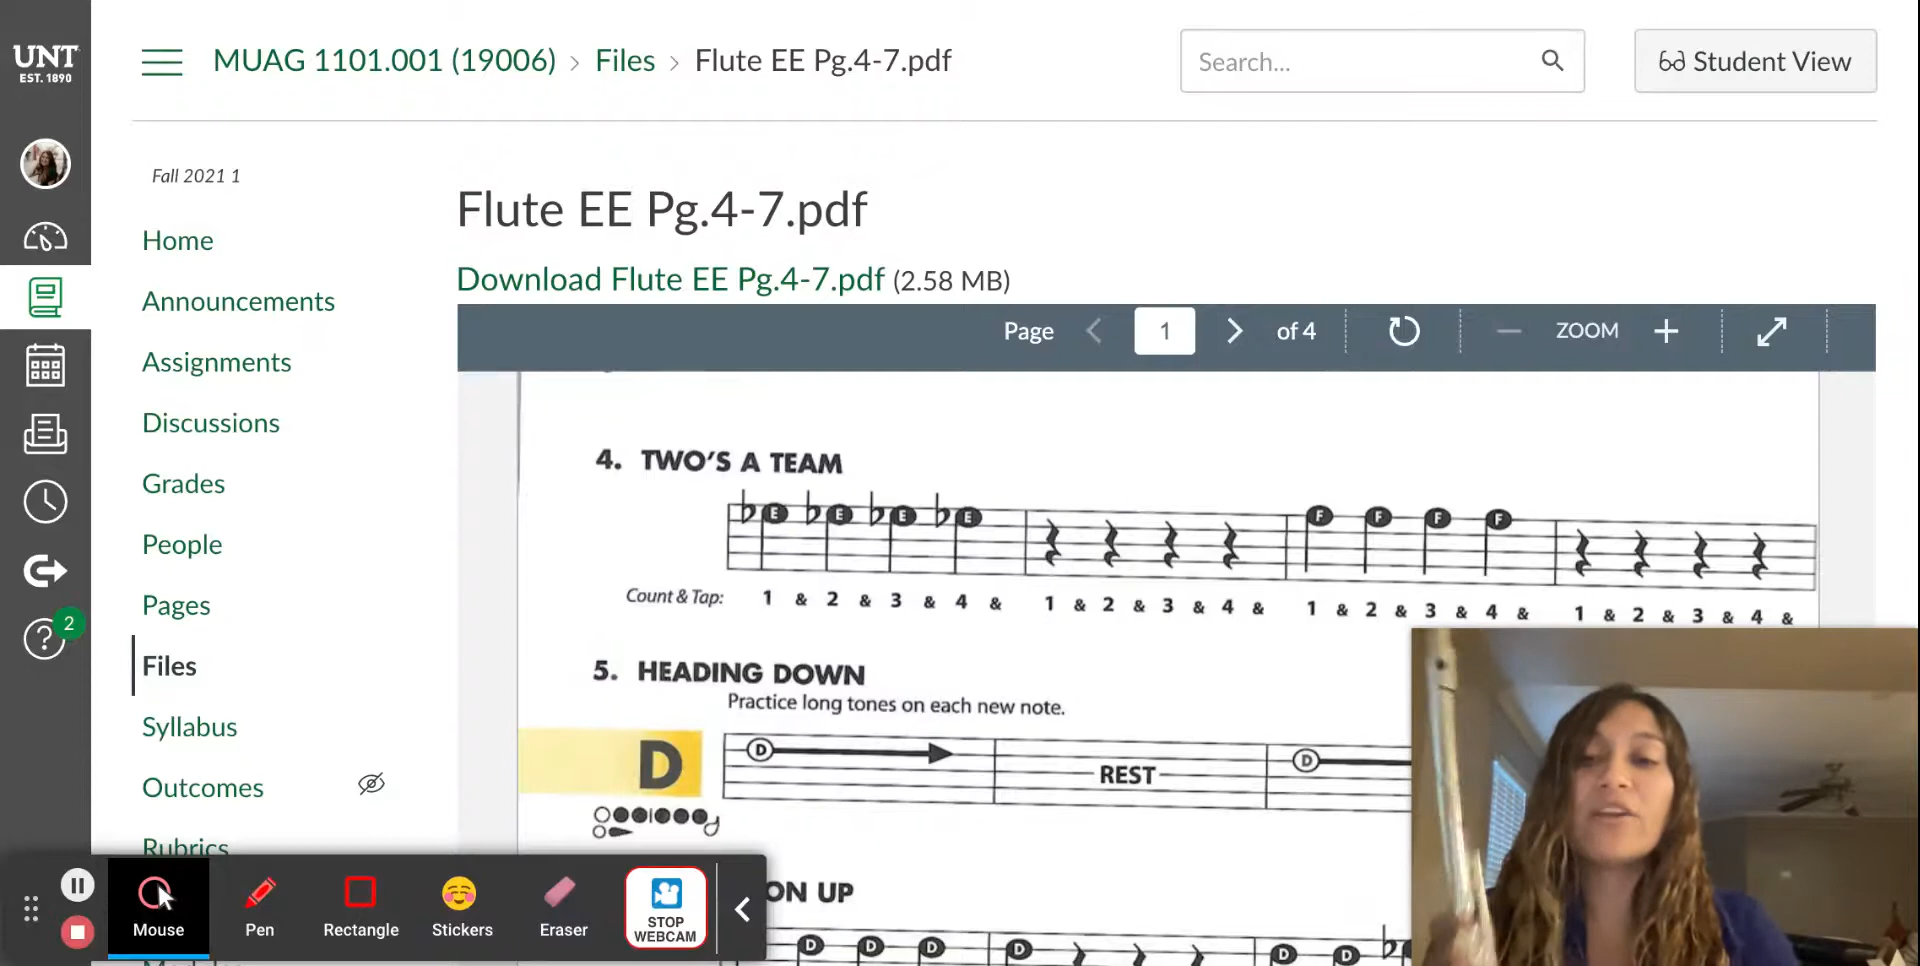 UNT
EST. 1890
MUAG 1101.001 (19006) › Files › Flute EE Pg.4-7.pdf
Search...
Student View
Fall 2021 1
Home
Announcements
Assignments
Discussions
Grades
People
2
Pages
Files
Syllabus
Outcomes
Rubrics
Flute EE Pg.4-7.pdf
Download Flute EE Pg.4-7.pdf (2.58 MB)
Page 1 of 4 ZOOM
4. TWO'S A TEAM
E E E E F F F F
Count & Tap: 1 & 2 & 3 & 4 & 1 & 2 & 3 & 4 & 1 & 2 & 3 & 4 & 1 & 2 & 3 & 4 &
5. HEADING DOWN
Practice long tones on each new note.
D D REST D
ON UP
D D D D D D
Mouse
Pen
Rectangle
Stickers
Eraser
STOP
WEBCAM